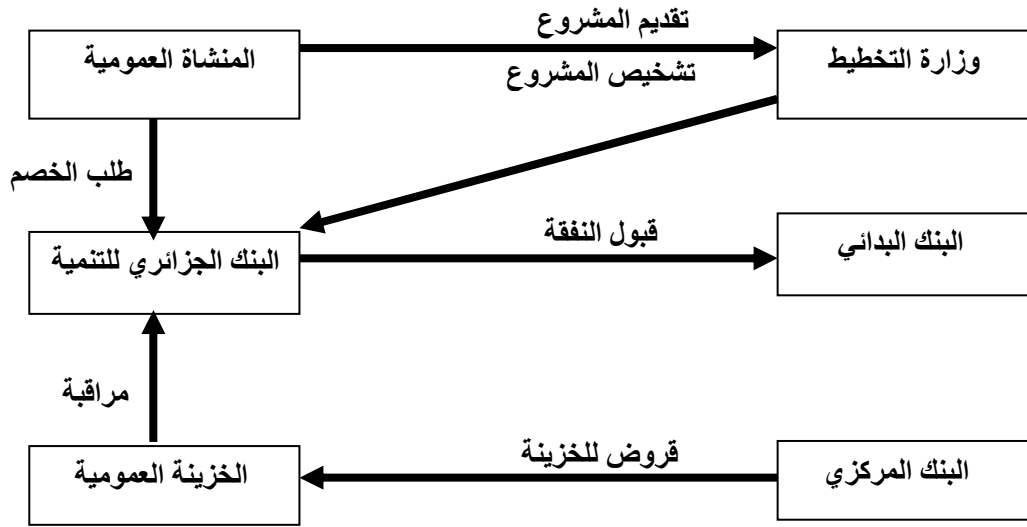 تقديم المشروع
المنشاة العمومية
وزارة التخطيط
تشخيص المشروع
طلب الخصم
قبول النفقة
البنك الجزائري للتنمية
البنك البدائي
مراقبة
قروض للخزينة
الخزينة العمومية
البنك المركزي